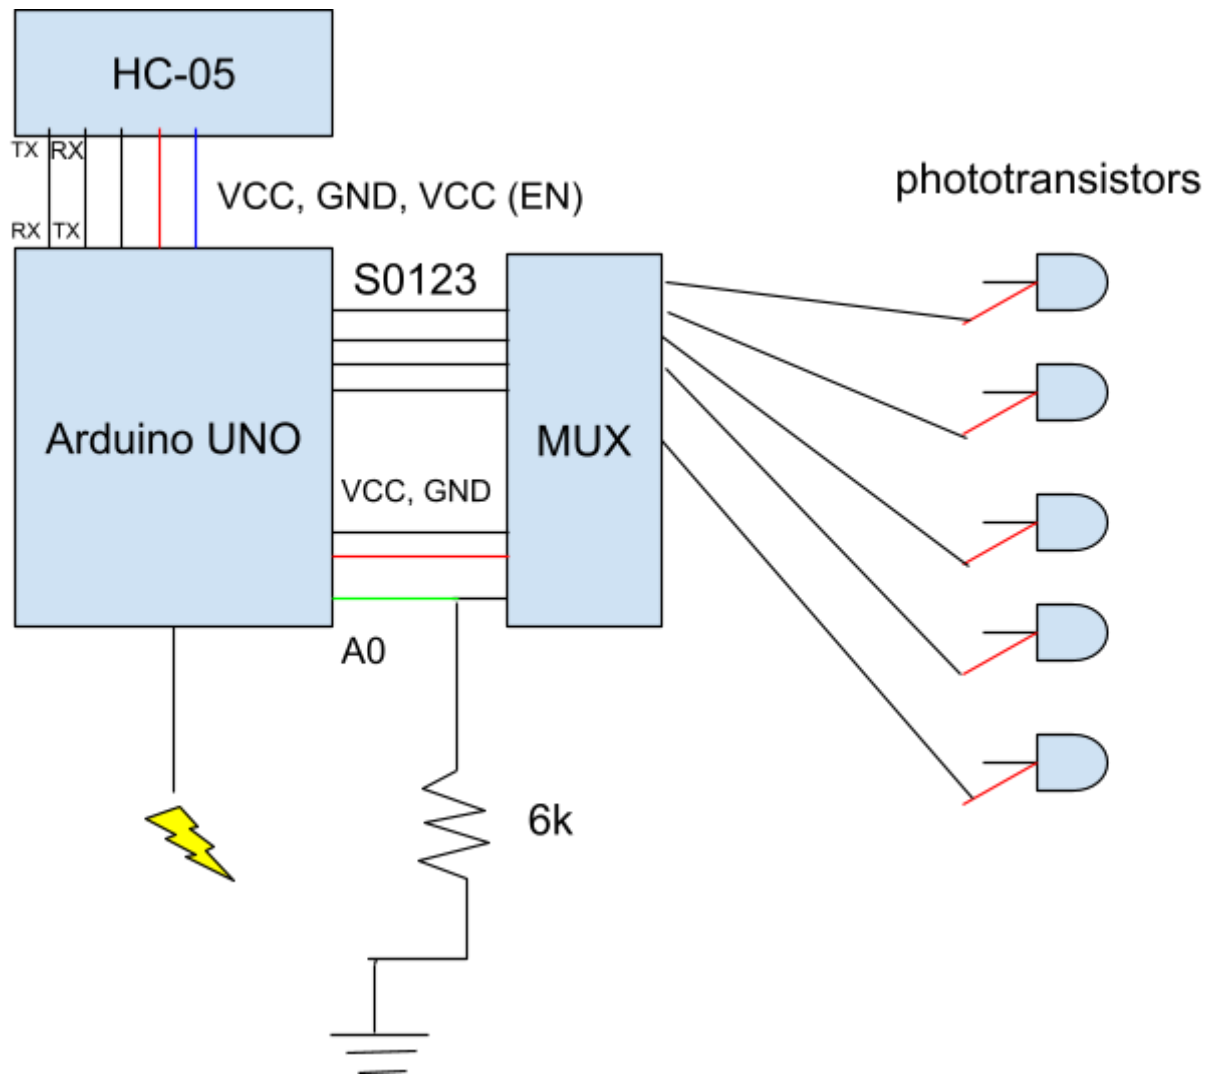 HC-05
TX RX
VCC, GND, VCC (EN)
RX TX
phototransistors
S0123
Arduino UNO
MUX
VCC, GND
A0
6k